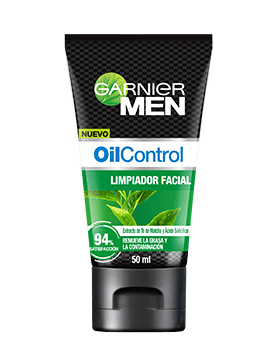 GARNIER
MEN
NUEVO
OilControl
LIMPIADOR FACIAL
Extracto de Té de Matcha y Ácido Salicílico
94%
SATISFACCIÓN
REMUEVE LA GRASA Y
LA CONTAMINACIÓN
50 ml